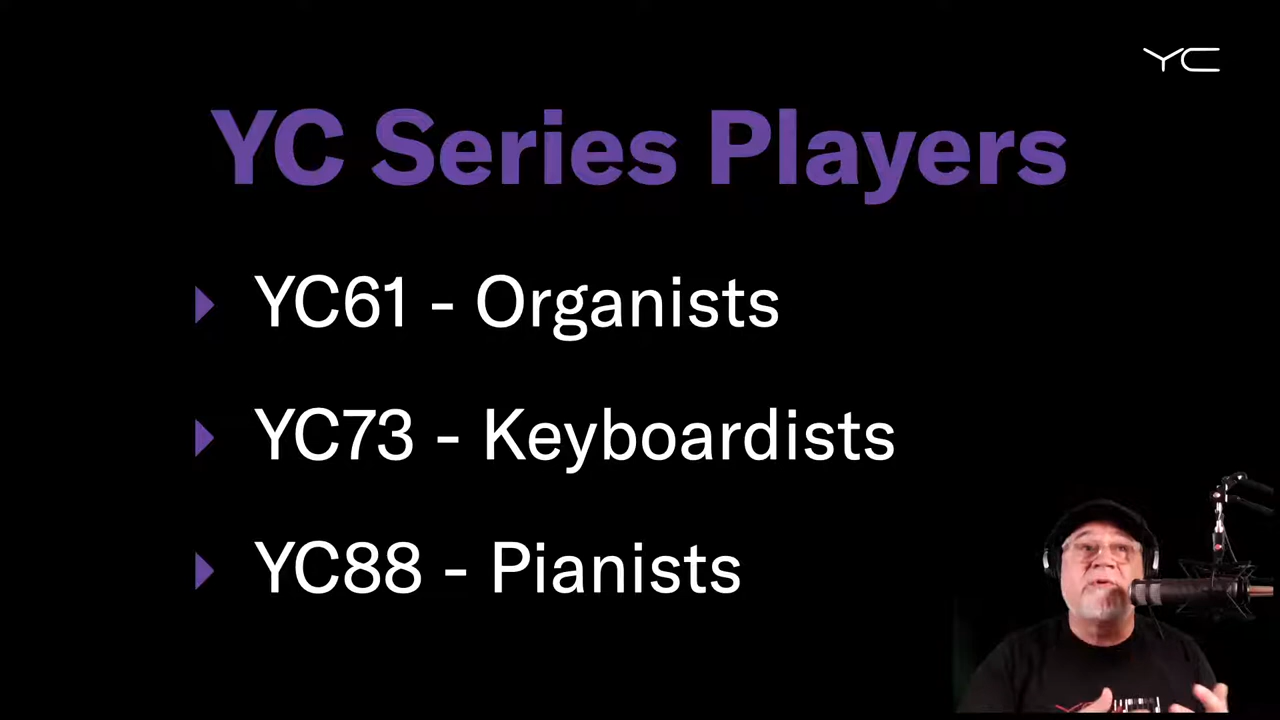 YC
YC Series Players
YC61 - Organists
YC73 - Keyboardists
YC88 - Pianists